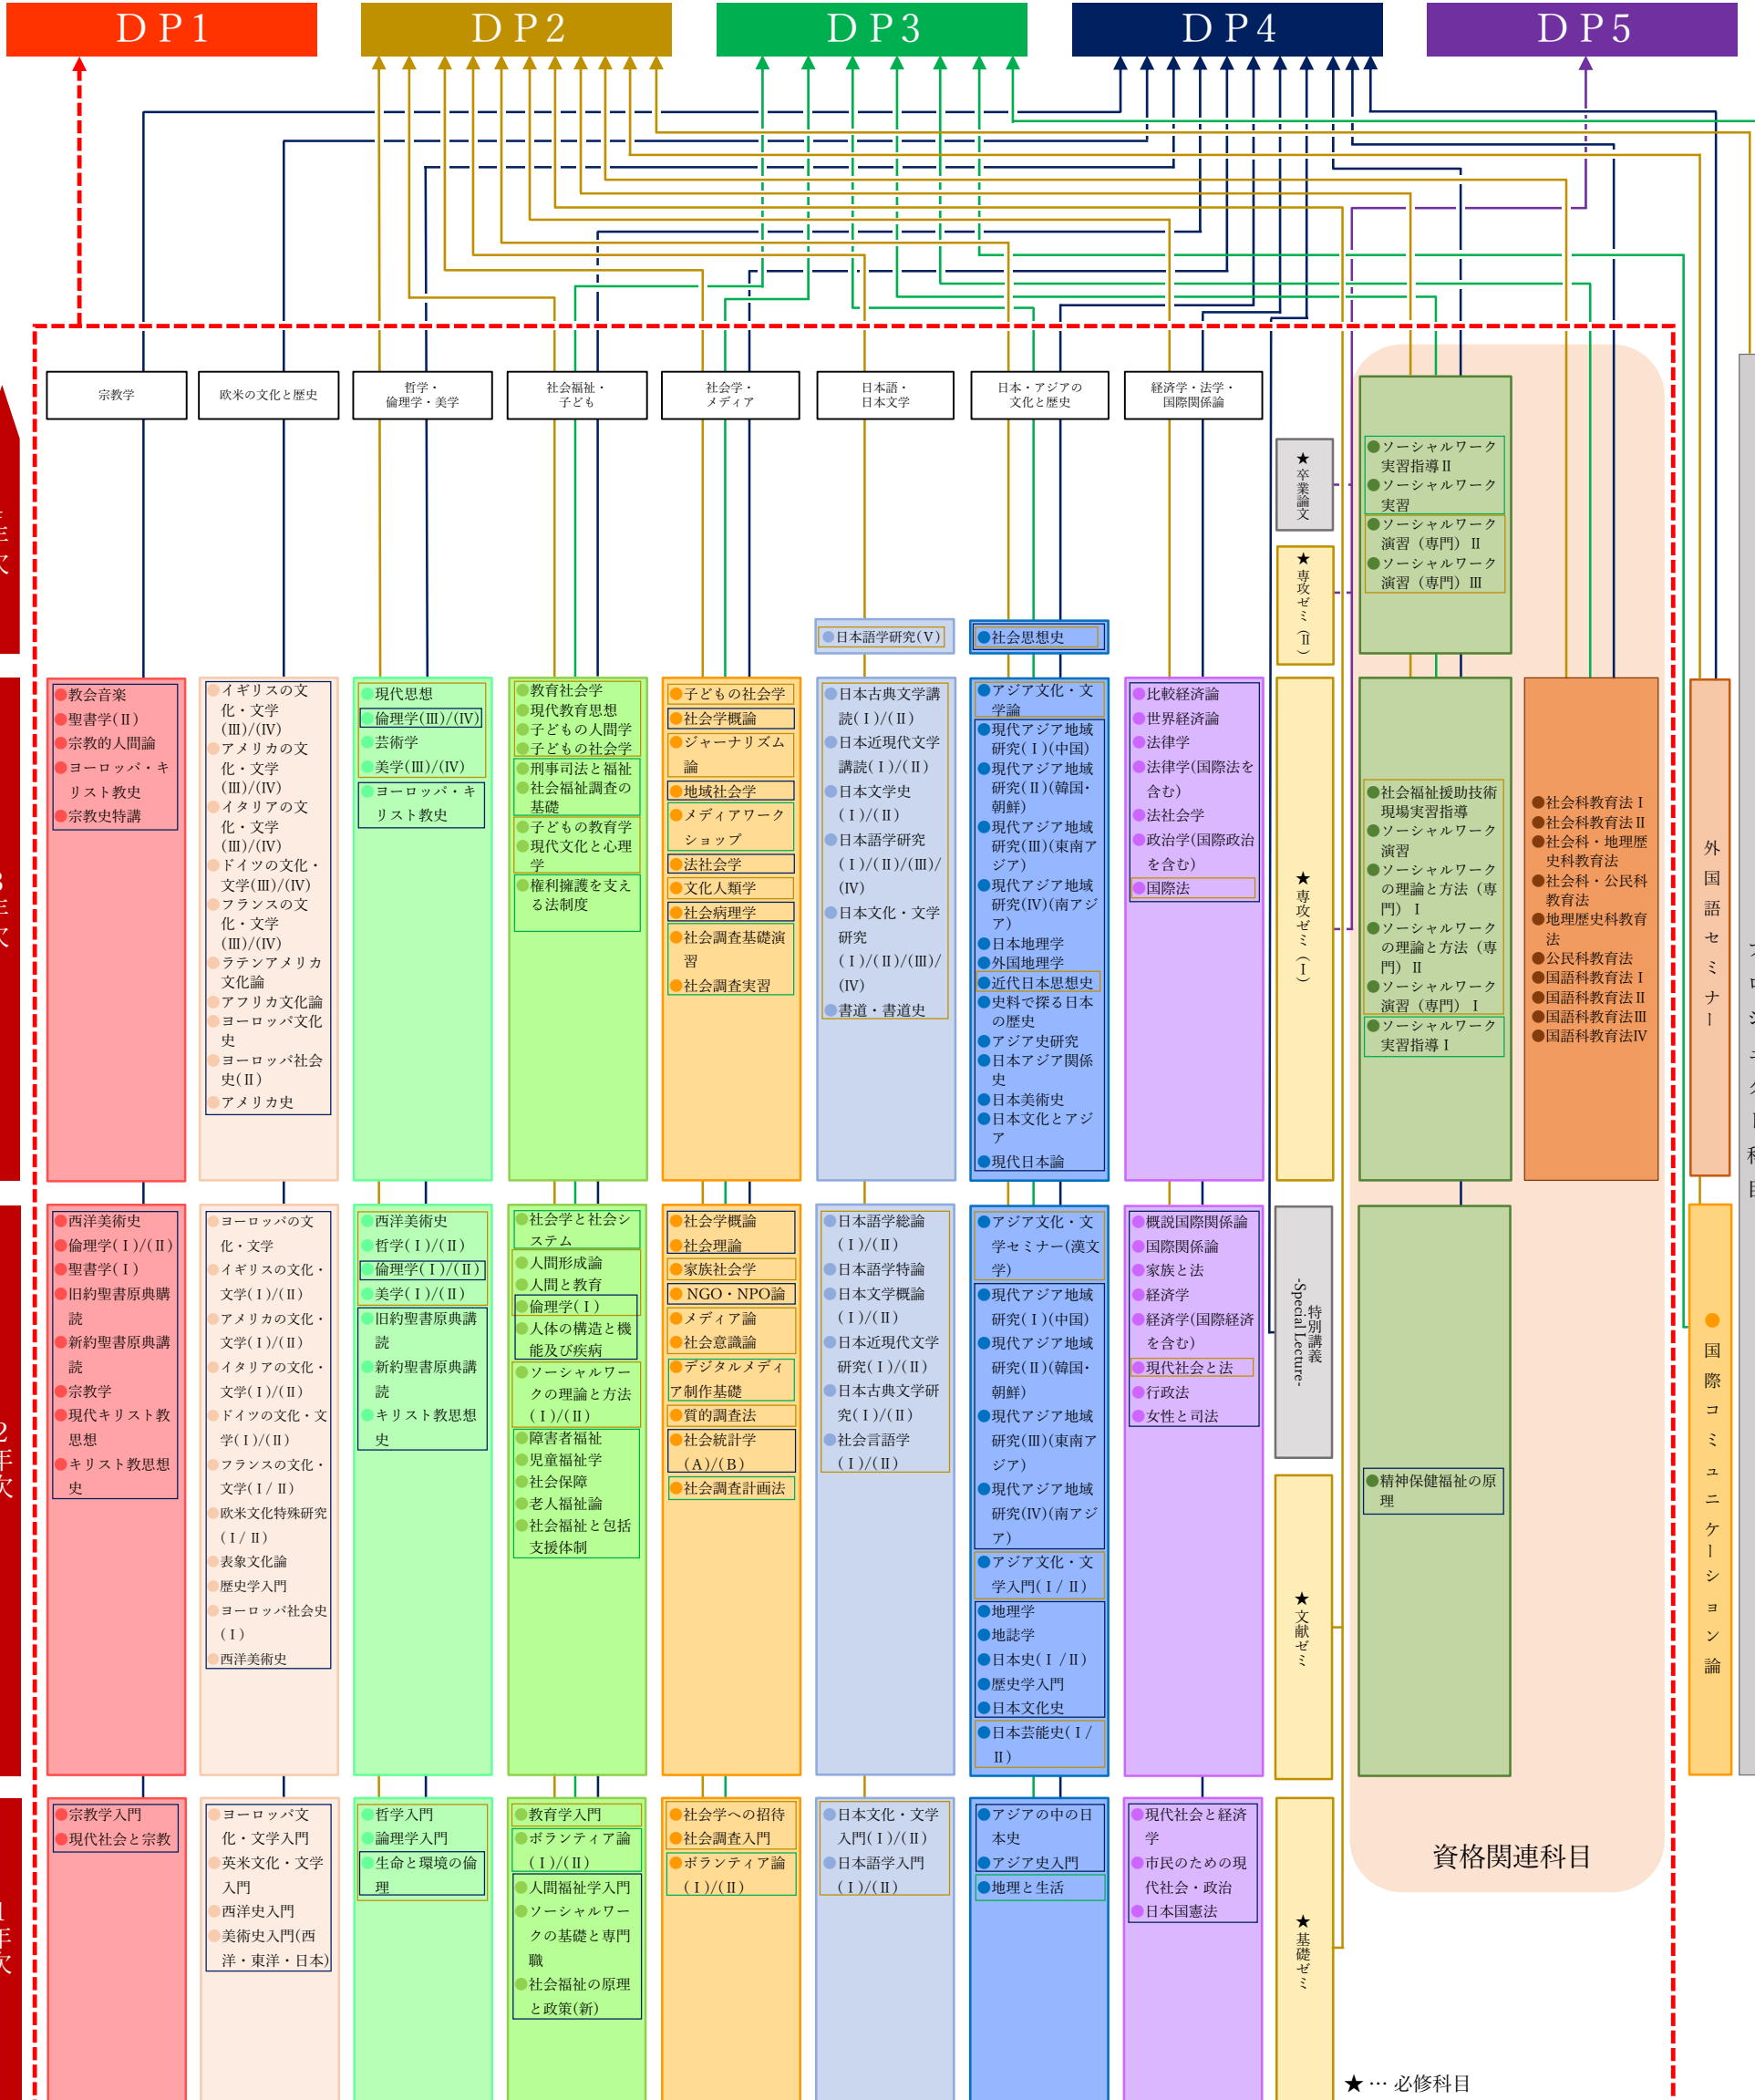 DP1
DP2
DP3
DP4
DP5
宗教学
欧米の文化と歴史
哲学・
倫理学・美学
社会福祉・
子ども
社会学・
メディア
日本語・
日本文学
日本・アジアの
文化と歴史
経済学・法学・
国際関係論
★卒業論文
★専攻ゼミ(Ⅱ)
●ソーシャルワーク
実習指導Ⅱ
●ソーシャルワーク
実習
●ソーシャルワーク
演習（専門）Ⅱ
●ソーシャルワーク
演習（専門）Ⅲ
●日本語学研究(Ⅴ)
●社会思想史
●教会音楽
●聖書学(Ⅱ)
●宗教的人間論
●ヨーロッパ・キ
リスト教史
●宗教史特講
●イギリスの文
化・文学
(Ⅲ)/(Ⅳ)
●アメリカの文
化・文学
(Ⅲ)/(Ⅳ)
●イタリアの文
化・文学
(Ⅲ)/(Ⅳ)
●ドイツの文化・
文学(Ⅲ)/(Ⅳ)
●フランスの文
化・文学
(Ⅲ)/(Ⅳ)
●ラテンアメリカ
文化論
●アフリカ文化論
●ヨーロッパ文化
史
●ヨーロッパ社会
史(Ⅱ)
●アメリカ史
●現代思想
●倫理学(Ⅲ)/(Ⅳ)
●芸術学
●美学(Ⅲ)/(Ⅳ)
●ヨーロッパ・キ
リスト教史
●教育社会学
●現代教育思想
●子どもの人間学
●子どもの社会学
●刑事司法と福祉
●社会福祉調査の
基礎
●子どもの教育学
●現代文化と心理
学
●権利擁護を支え
る法制度
●子どもの社会学
●社会学概論
●ジャーナリズム
論
●地域社会学
●メディアワーク
ショップ
●法社会学
●文化人類学
●社会病理学
●社会調査基礎演
習
●社会調査実習
●日本古典文学講
読(Ⅰ)/(Ⅱ)
●日本近現代文学
講読(Ⅰ)/(Ⅱ)
●日本文学史
(Ⅰ)/(Ⅱ)
●日本語学研究
(Ⅰ)/(Ⅱ)/(Ⅲ)/
(Ⅳ)
●日本文化・文学
研究
(Ⅰ)/(Ⅱ)/(Ⅲ)/
(Ⅳ)
●書道・書道史
●アジア文化・文
学論
●現代アジア地域
研究(Ⅰ)(中国)
●現代アジア地域
研究(Ⅱ)(韓国・
朝鮮)
●現代アジア地域
研究(Ⅲ)(東南ア
ジア)
●現代アジア地域
研究(Ⅳ)(南アジ
ア)
●日本地理学
●外国地理学
●近代日本思想史
●史料で探る日本
の歴史
●アジア史研究
●日本アジア関係
史
●日本美術史
●日本文化とアジ
ア
●現代日本論
●比較経済論
●世界経済論
●法律学
●法律学(国際法を
含む)
●法社会学
●政治学(国際政治
を含む)
●国際法
★専攻ゼミ(Ⅰ)
●社会福祉援助技術
現場実習指導
●ソーシャルワーク
演習
●ソーシャルワーク
の理論と方法（専
門）Ⅰ
●ソーシャルワーク
の理論と方法（専
門）Ⅱ
●ソーシャルワーク
演習（専門）Ⅰ
●ソーシャルワーク
実習指導Ⅰ
●社会科教育法Ⅰ
●社会科教育法Ⅱ
●社会科・地理歴
史科教育法
●社会科・公民科
教育法
●地理歴史科教育
法
●公民科教育法
●国語科教育法Ⅰ
●国語科教育法Ⅱ
●国語科教育法Ⅲ
●国語科教育法Ⅳ
外国語セミナー
●西洋美術史
●倫理学(Ⅰ)/(Ⅱ)
●聖書学(Ⅰ)
●旧約聖書原典購
読
●新約聖書原典講
読
●宗教学
●現代キリスト教
思想
●キリスト教思想
史
●ヨーロッパの文
化・文学
●イギリスの文化・
文学(Ⅰ)/(Ⅱ)
●アメリカの文化・
文学(Ⅰ)/(Ⅱ)
●イタリアの文化・
文学(Ⅰ)/(Ⅱ)
●ドイツの文化・文
学(Ⅰ)/(Ⅱ)
●フランスの文化・
文学(Ⅰ/Ⅱ)
●欧米文化特殊研究
(Ⅰ/Ⅱ)
●表象文化論
●歴史学入門
●ヨーロッパ社会史
(Ⅰ)
●西洋美術史
●西洋美術史
●哲学(Ⅰ)/(Ⅱ)
●倫理学(Ⅰ)/(Ⅱ)
●美学(Ⅰ)/(Ⅱ)
●旧約聖書原典講
読
●新約聖書原典講
読
●キリスト教思想
史
●社会学と社会シ
ステム
●人間形成論
●人間と教育
●倫理学(Ⅰ)
●人体の構造と機
能及び疾病
●ソーシャルワー
クの理論と方法
(Ⅰ)/(Ⅱ)
●障害者福祉
●児童福祉学
●社会保障
●老人福祉論
●社会福祉と包括
支援体制
●社会学概論
●社会理論
●家族社会学
●NGO・NPO論
●メディア論
●社会意識論
●デジタルメディ
ア制作基礎
●質的調査法
●社会統計学
(A)/(B)
●社会調査計画法
●日本語学総論
(Ⅰ)/(Ⅱ)
●日本語学特論
●日本文学概論
(Ⅰ)/(Ⅱ)
●日本近現代文学
研究(Ⅰ)/(Ⅱ)
●日本古典文学研
究(Ⅰ)/(Ⅱ)
●社会言語学
(Ⅰ)/(Ⅱ)
●アジア文化・文
学セミナー(漢文
学)
●現代アジア地域
研究(Ⅰ)(中国)
●現代アジア地域
研究(Ⅱ)(韓国・
朝鮮)
●現代アジア地域
研究(Ⅲ)(東南ア
ジア)
●現代アジア地域
研究(Ⅳ)(南アジ
ア)
●アジア文化・文
学入門(Ⅰ/Ⅱ)
●地理学
●地誌学
●日本史(Ⅰ/Ⅱ)
●歴史学入門
●日本文化史
●日本芸能史(Ⅰ/
Ⅱ)
●概説国際関係論
●国際関係論
●家族と法
●経済学
●経済学(国際経済
を含む)
●現代社会と法
●行政法
●女性と司法
特別講義
-Special Lecture-
★文献ゼミ
●精神保健福祉の原
理
●国際コミュニケーション論
2年次
●宗教学入門
●現代社会と宗教
●ヨーロッパ文
化・文学入門
●英米文化・文学
入門
●西洋史入門
●美術史入門(西
洋・東洋・日本)
●哲学入門
●論理学入門
●生命と環境の倫
理
●教育学入門
●ボランティア論
(Ⅰ)/(Ⅱ)
●人間福祉学入門
●ソーシャルワー
クの基礎と専門
職
●社会福祉の原理
と政策(新)
●社会学への招待
●社会調査入門
●ボランティア論
(Ⅰ)/(Ⅱ)
●日本文化・文学
入門(Ⅰ)/(Ⅱ)
●日本語学入門
(Ⅰ)/(Ⅱ)
●アジアの中の日
本史
●アジア史入門
●地理と生活
●現代社会と経済
学
●市民のための現
代社会・政治
●日本国憲法
★基礎ゼミ
資格関連科目
1年次
★ … 必修科目